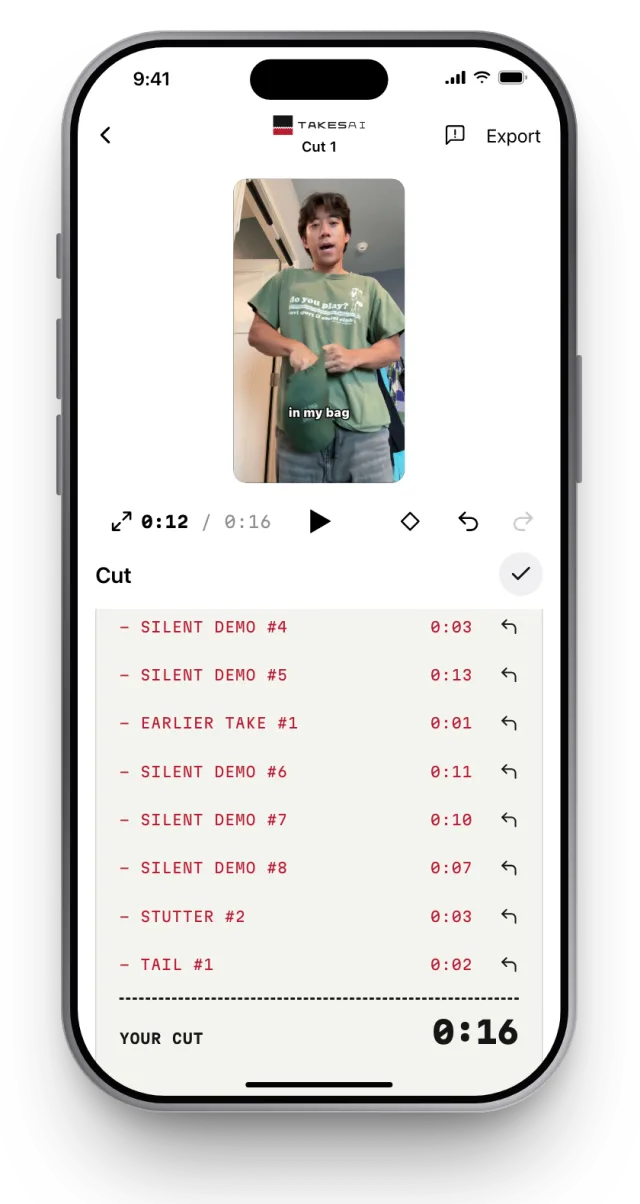 9:41
TAKESAI
Cut 1
Export
do you play?
in my bag
0:12 / 0:16
Cut
– SILENT DEMO #4 0:03
– SILENT DEMO #5 0:13
– EARLIER TAKE #1 0:01
– SILENT DEMO #6 0:11
– SILENT DEMO #7 0:10
– SILENT DEMO #8 0:07
– STUTTER #2 0:03
– TAIL #1 0:02
YOUR CUT 0:16